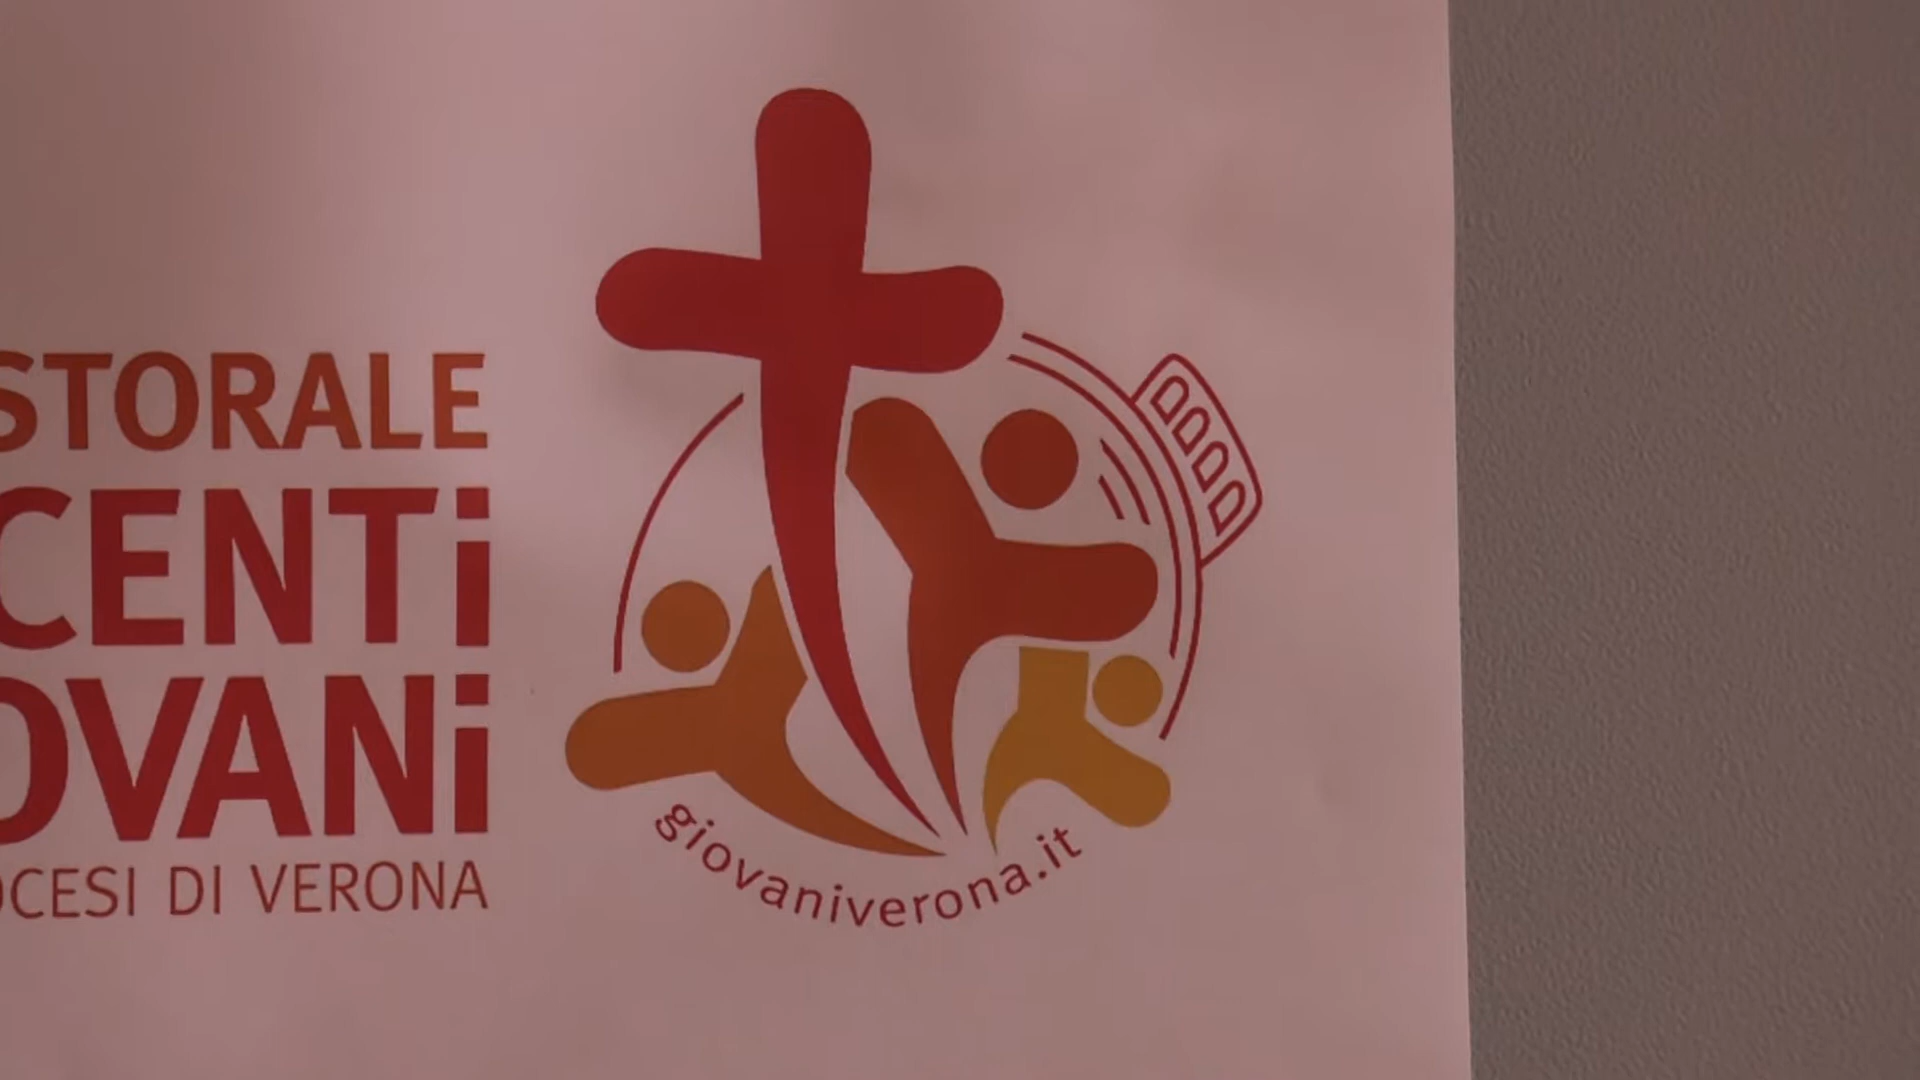 STORALE
CENTi
OVANi
OCESI DI VERONA
giovaniverona.it